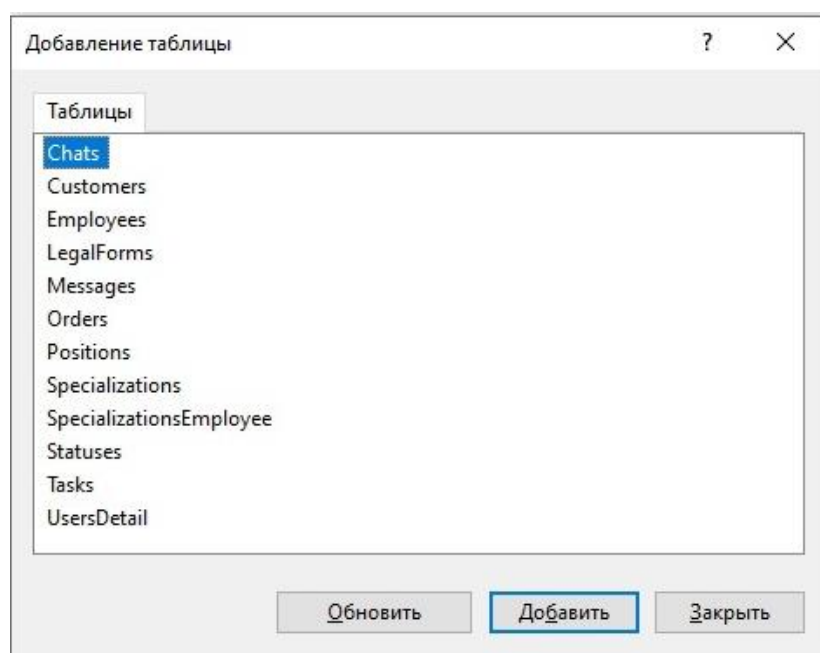 Добавление таблицы ?
Таблицы
Chats
Customers
Employees
LegalForms
Messages
Orders
Positions
Specializations
SpecializationsEmployee
Statuses
Tasks
UsersDetail
Обновить Добавить Закрыть